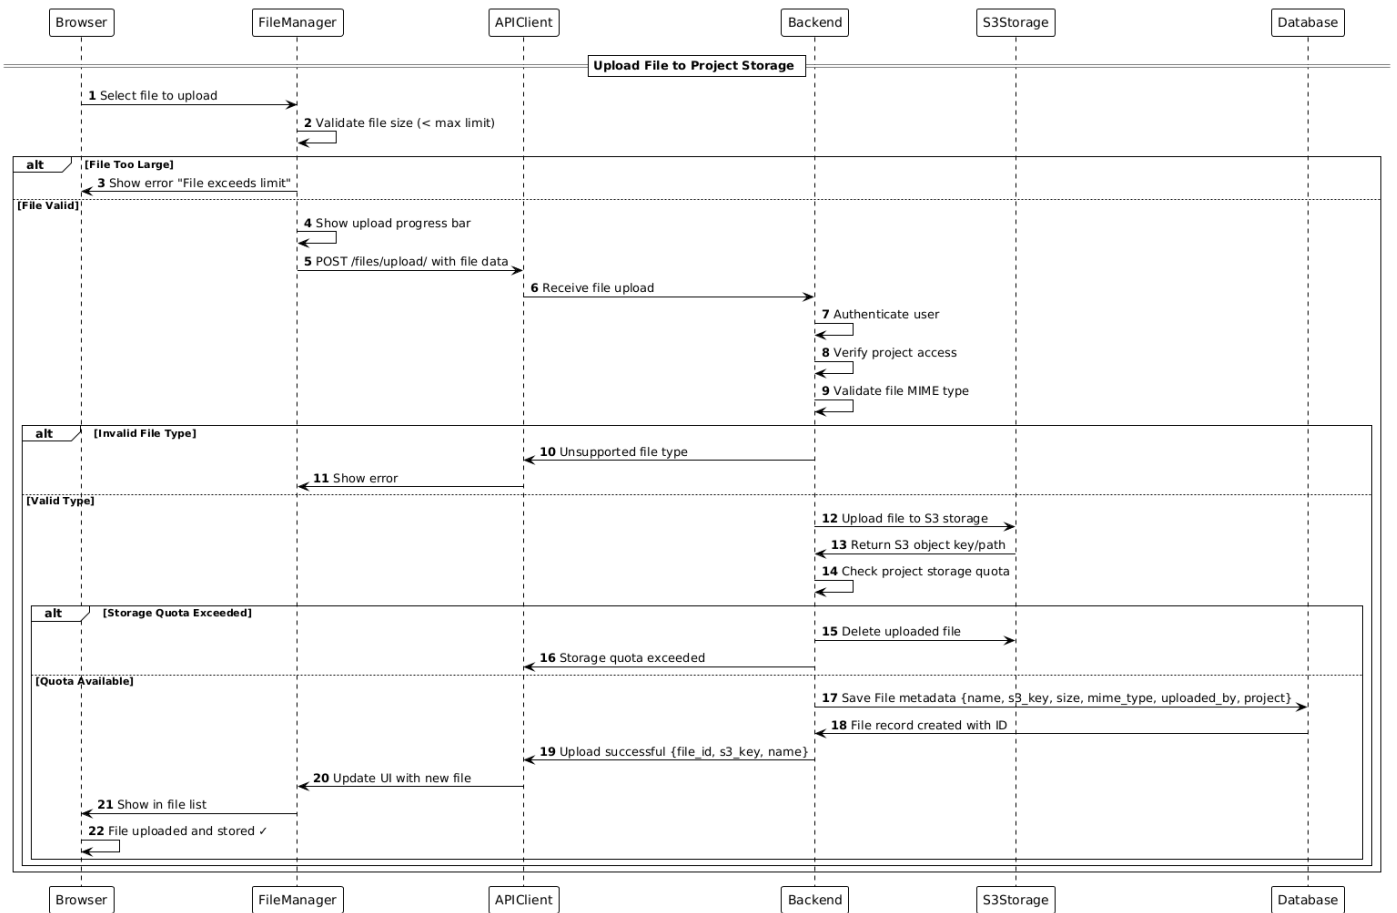 Browser FileManager APIClient Backend S3Storage Database
Upload File to Project Storage
1 Select file to upload
2 Validate file size (< max limit)
alt [File Too Large]
3 Show error "File exceeds limit"
[File Valid]
4 Show upload progress bar
5 POST /files/upload/ with file data
6 Receive file upload
7 Authenticate user
8 Verify project access
9 Validate file MIME type
alt [Invalid File Type]
10 Unsupported file type
11 Show error
[Valid Type]
12 Upload file to S3 storage
13 Return S3 object key/path
14 Check project storage quota
alt [Storage Quota Exceeded]
15 Delete uploaded file
16 Storage quota exceeded
[Quota Available]
17 Save File metadata {name, s3_key, size, mime_type, uploaded_by, project}
18 File record created with ID
19 Upload successful {file_id, s3_key, name}
20 Update UI with new file
21 Show in file list
22 File uploaded and stored ✓
Browser FileManager APIClient Backend S3Storage Database